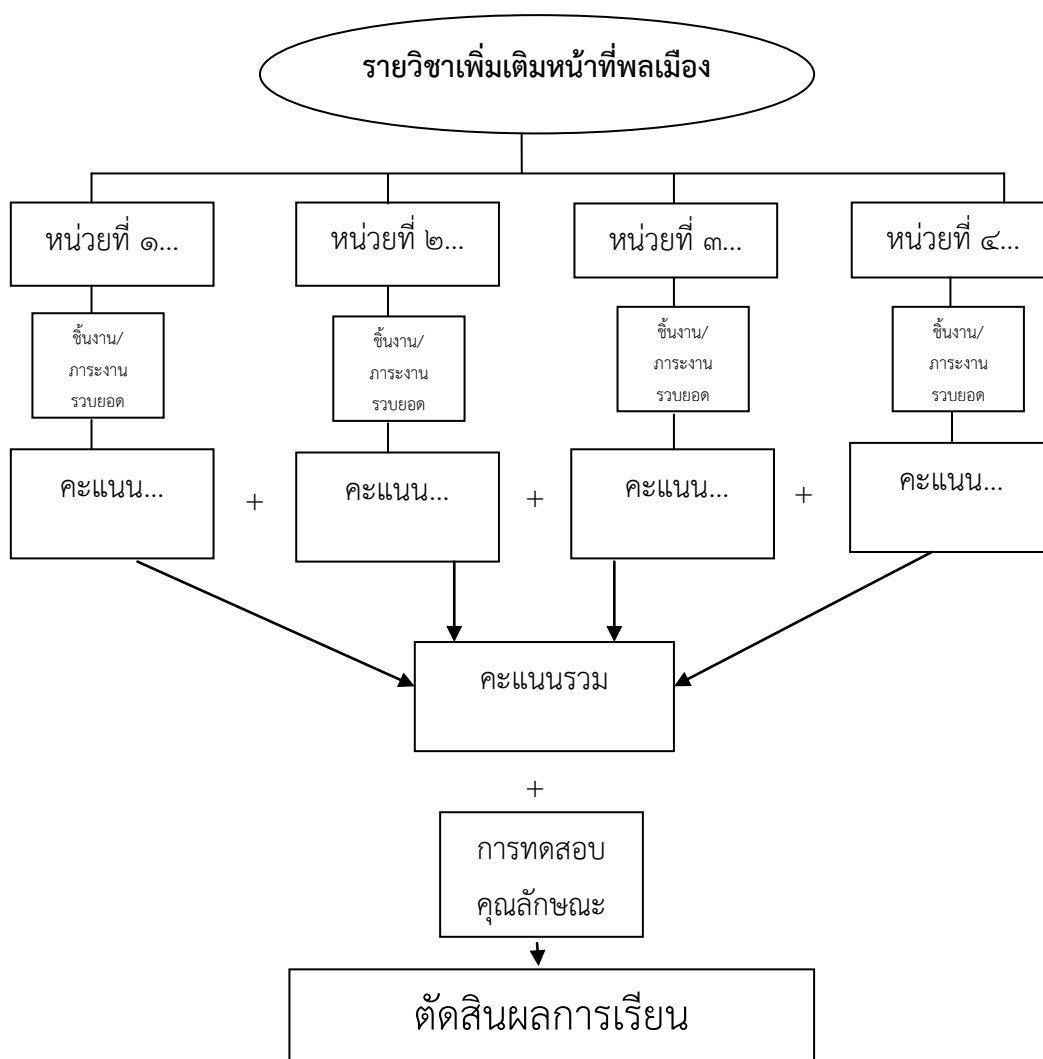 รายวิชาเพิ่มเติมหน้าที่พลเมือง
หน่วยที่ ๑...
หน่วยที่ ๒...
หน่วยที่ ๓...
หน่วยที่ ๔...
ชิ้นงาน/
ภาระงาน
รวบยอด
ชิ้นงาน/
ภาระงาน
รวบยอด
ชิ้นงาน/
ภาระงาน
รวบยอด
ชิ้นงาน/
ภาระงาน
รวบยอด
คะแนน...
+
คะแนน...
+
คะแนน...
+
คะแนน...
คะแนนรวม
+
การทดสอบ
คุณลักษณะ
ตัดสินผลการเรียน